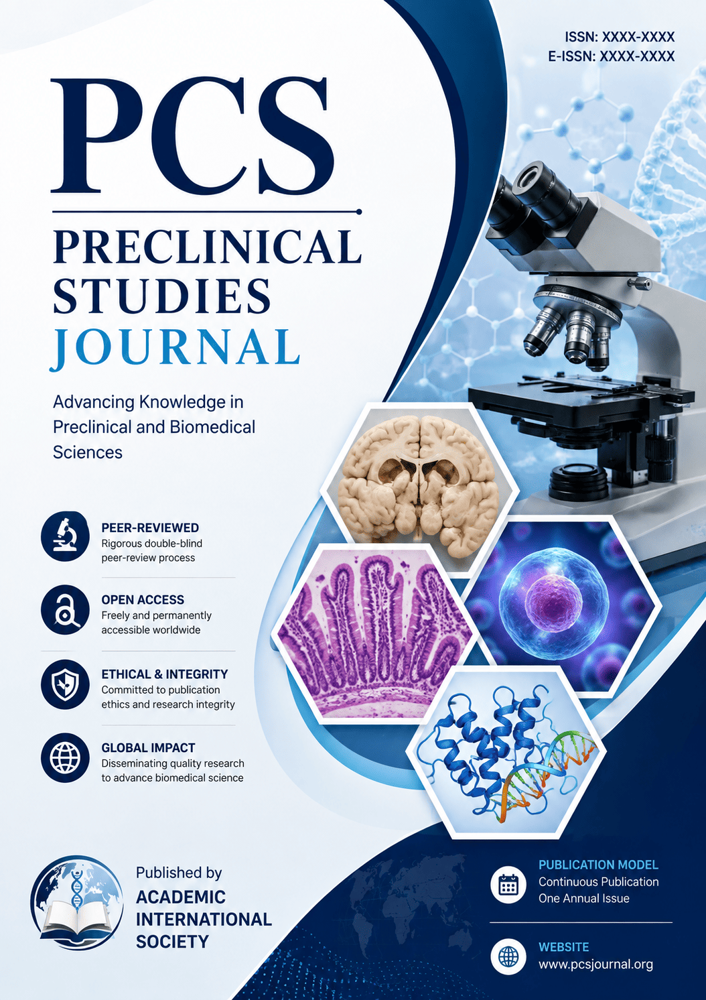 ISSN: XXXX-XXXX
E-ISSN: XXXX-XXXX
PCS
PRECLINICAL
STUDIES
JOURNAL
Advancing Knowledge in
Preclinical and Biomedical
Sciences
PEER-REVIEWED
Rigorous double-blind
peer-review process
OPEN ACCESS
Freely and permanently
accessible worldwide
ETHICAL & INTEGRITY
Committed to publication
ethics and research integrity
GLOBAL IMPACT
Disseminating quality research
to advance biomedical science
Published by
ACADEMIC
INTERNATIONAL
SOCIETY
PUBLICATION MODEL
Continuous Publication
One Annual Issue
WEBSITE
www.pcsjournal.org